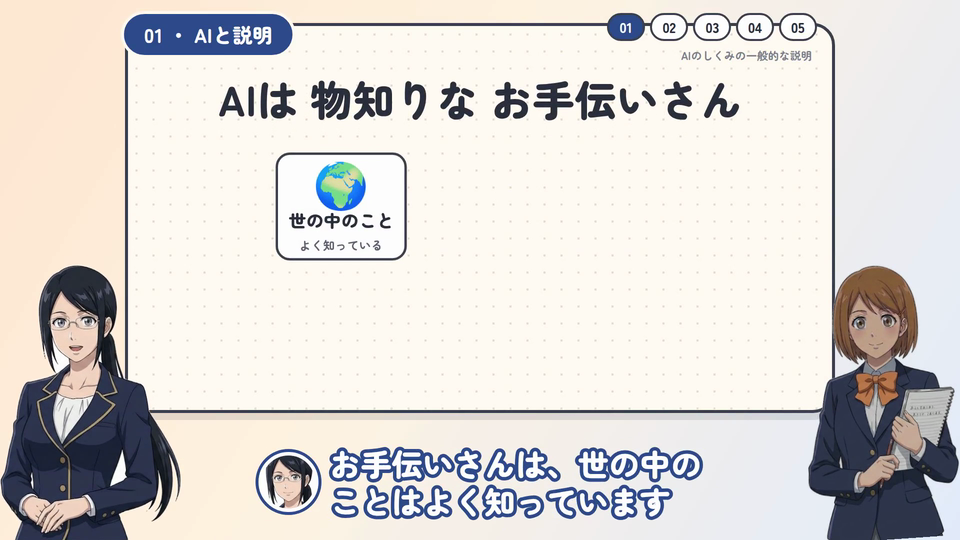 01 ・ AIと説明
01 02 03 04 05
AIのしくみの一般的な説明
AIは 物知りな お手伝いさん
世の中のこと
よく知っている
お手伝いさんは、世の中の
ことはよく知っています